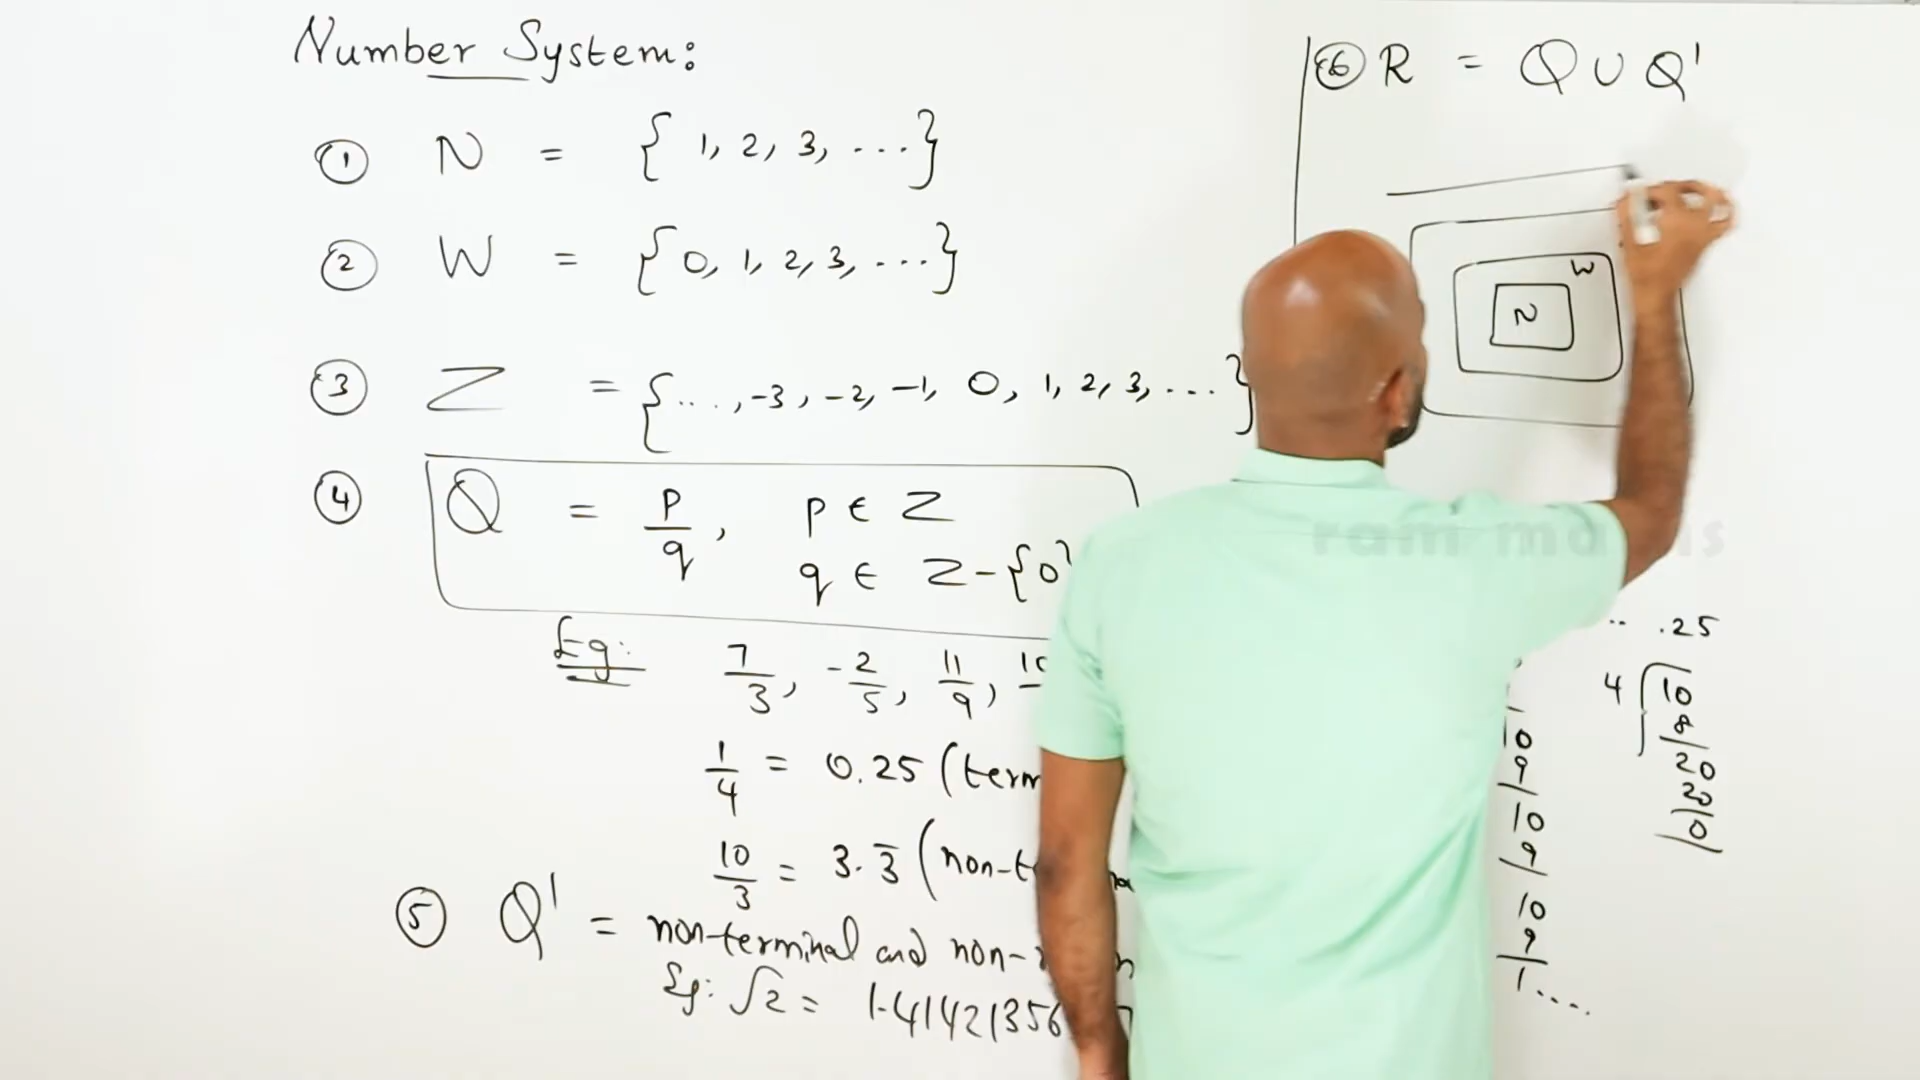 Number System:
① N = { 1, 2, 3, ...}
② W = {0, 1, 2, 3, ...}
③ Z = {..., -3, -2, -1, 0, 1, 2, 3, ...}
④ Q = p/q, p ∈ Z
q ∈ Z-{0}
Eg: 7/3, -2/5, 11/9,
1/4 = 0.25 (term
10/3 = 3.3̅ (non-t
⑤ Q' = non-terminal and non-
Eg: √2 = 1.41421356
⑥ R = Q ∪ Q'
W
N
ram ma s
.. .25
4 10
8
20
20
0
10
9
10
9
10
9
1....